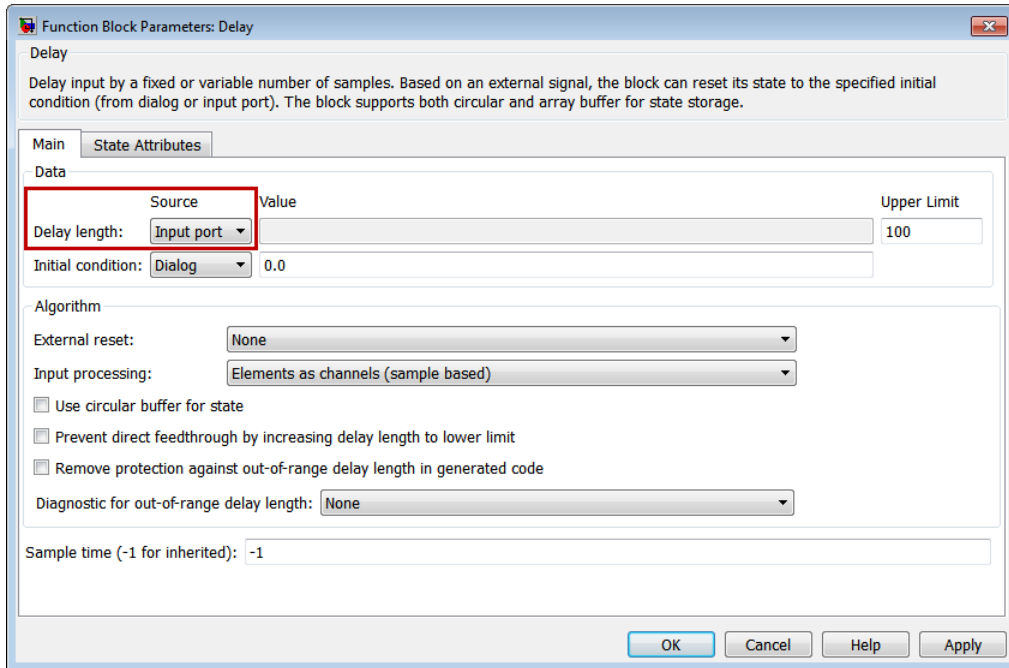 Function Block Parameters: Delay
Delay
Delay input by a fixed or variable number of samples. Based on an external signal, the block can reset its state to the specified initial
condition (from dialog or input port). The block supports both circular and array buffer for state storage.
Main State Attributes
Data
Source Value Upper Limit
Delay length: Input port 100
Initial condition: Dialog 0.0
Algorithm
External reset: None
Input processing: Elements as channels (sample based)
Use circular buffer for state
Prevent direct feedthrough by increasing delay length to lower limit
Remove protection against out-of-range delay length in generated code
Diagnostic for out-of-range delay length: None
Sample time (-1 for inherited): -1
OK Cancel Help Apply